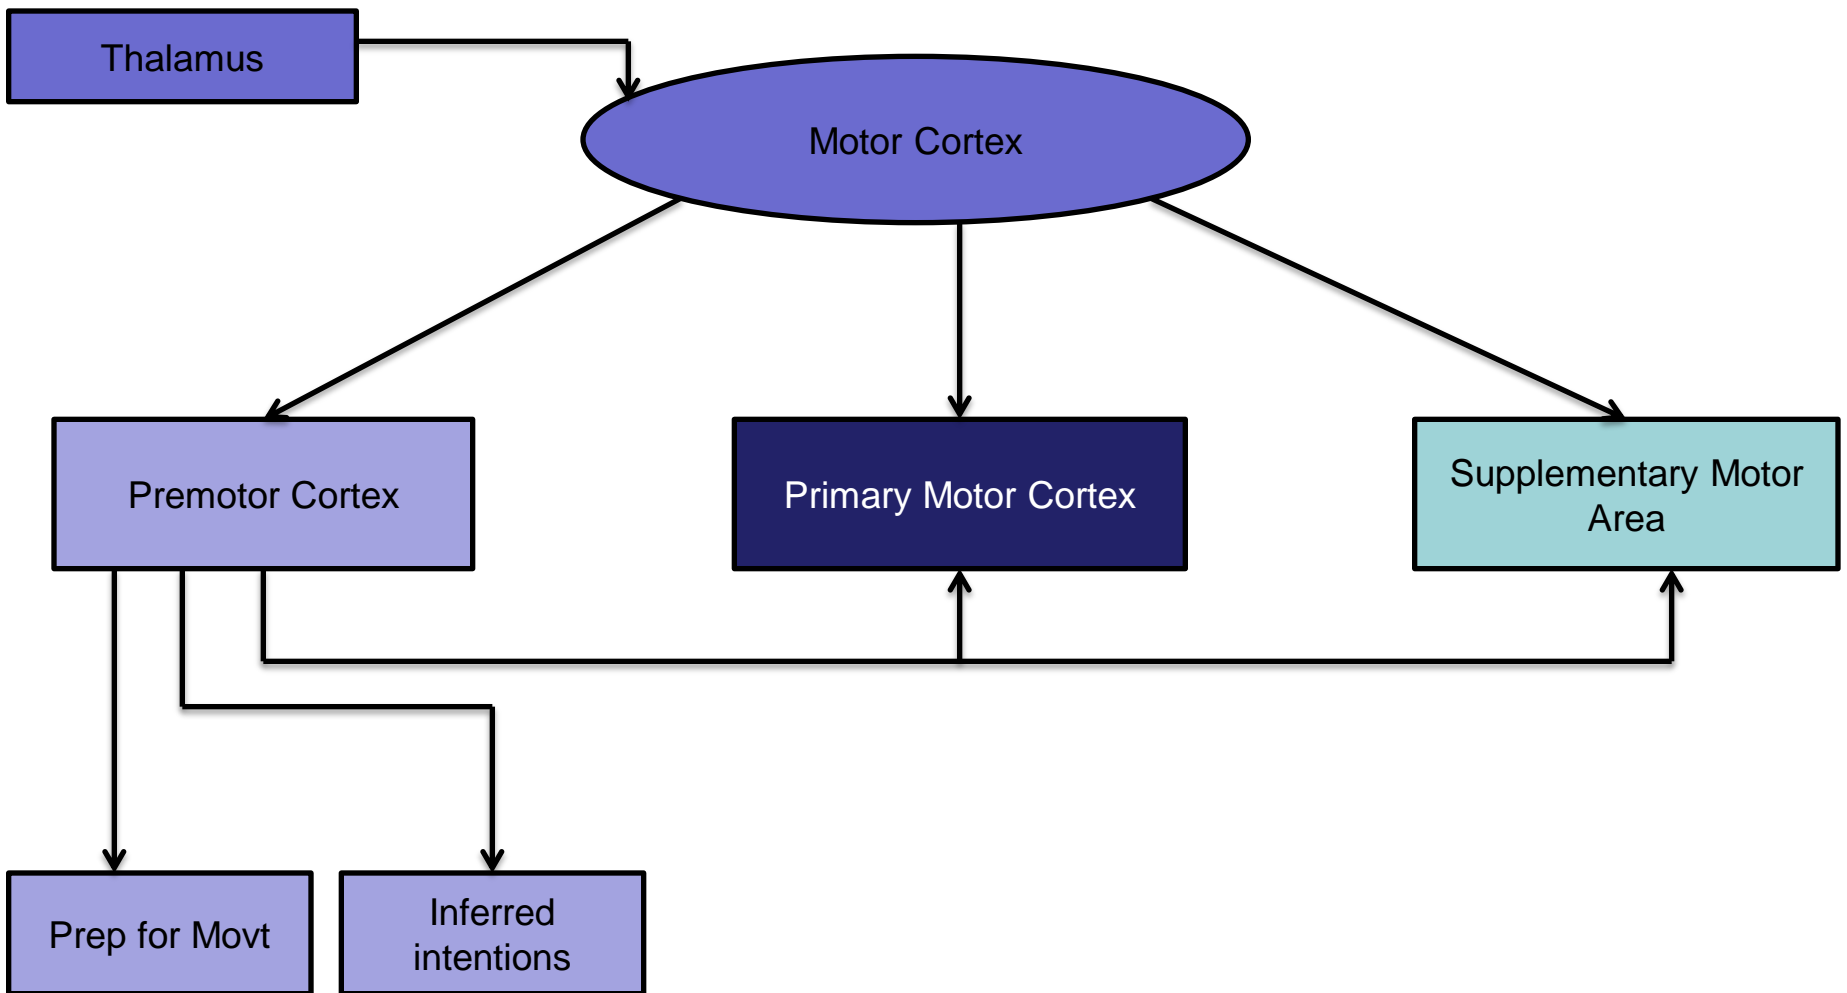 Thalamus
Motor Cortex
Premotor Cortex
Primary Motor Cortex
Supplementary Motor
Area
Prep for Movt
Inferred
intentions